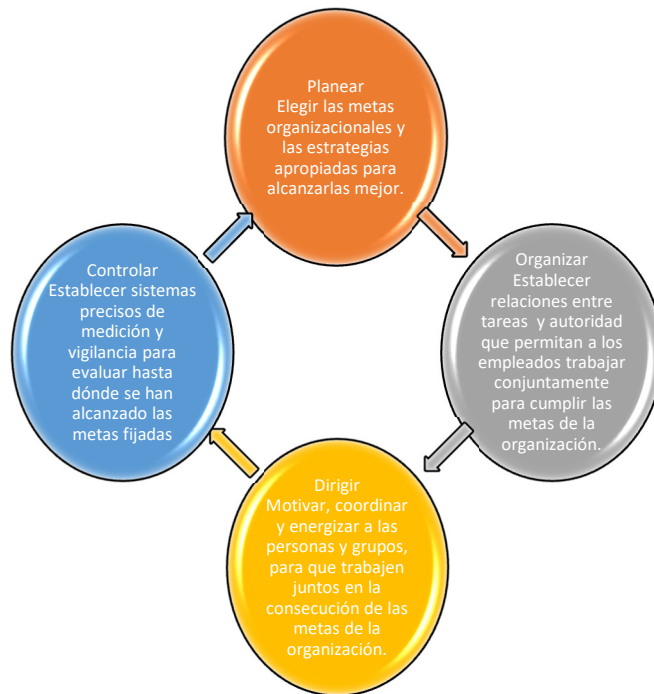 Planear
Elegir las metas
organizacionales y
las estrategias
apropiadas para
alcanzarlas mejor.
Organizar
Establecer
relaciones entre
tareas y autoridad
que permitan a los
empleados trabajar
conjuntamente
para cumplir las
metas de la
organización.
Dirigir
Motivar, coordinar
y energizar a las
personas y grupos,
para que trabajen
juntos en la
consecución de las
metas de la
organización.
Controlar
Establecer sistemas
precisos de
medición y
vigilancia para
evaluar hasta
dónde se han
alcanzado las
metas fijadas